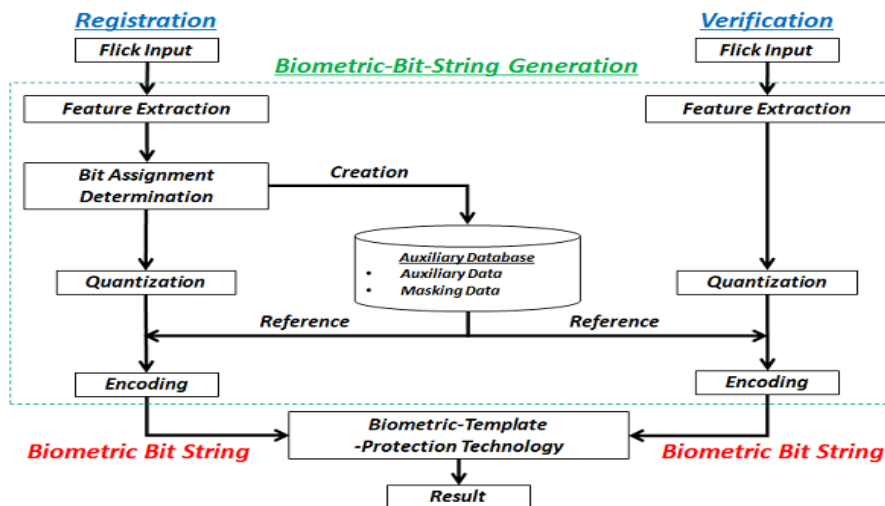 Registration
Verification
Flick Input
Flick Input
Biometric-Bit-String Generation
Feature Extraction
Feature Extraction
Bit Assignment
Determination
Creation
Auxiliary Database
• Auxiliary Data
• Masking Data
Quantization
Quantization
Reference
Reference
Encoding
Encoding
Biometric-Template
-Protection Technology
Biometric Bit String
Biometric Bit String
Result